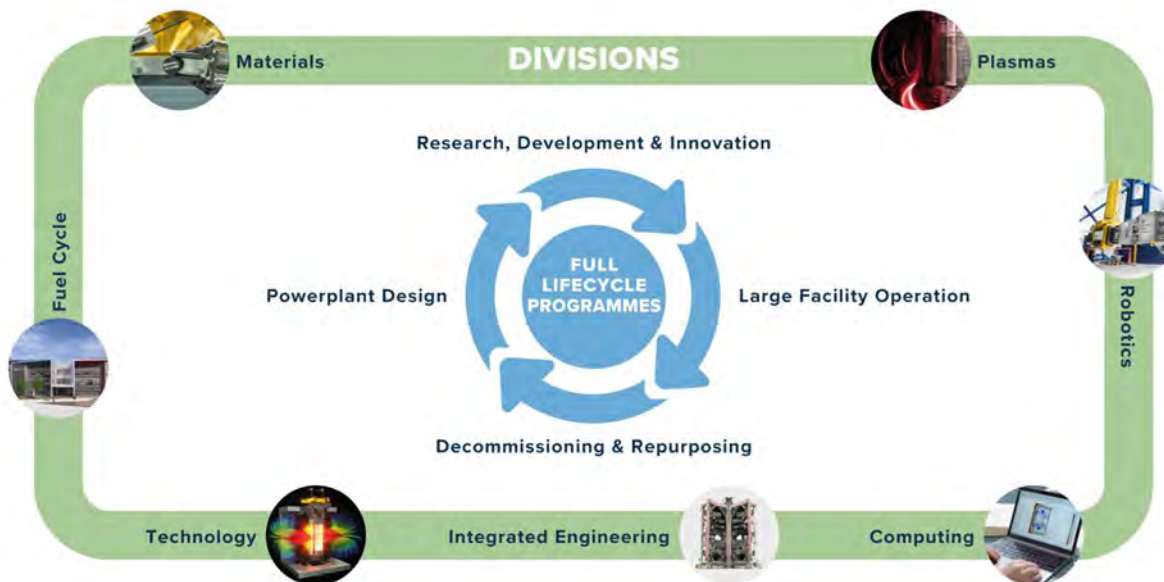 DIVISIONS
Materials
Plasmas
Research, Development & Innovation
Fuel Cycle
Robotics
Powerplant Design
FULL
LIFECYCLE
PROGRAMMES
Large Facility Operation
Decommissioning & Repurposing
Technology
Integrated Engineering
Computing